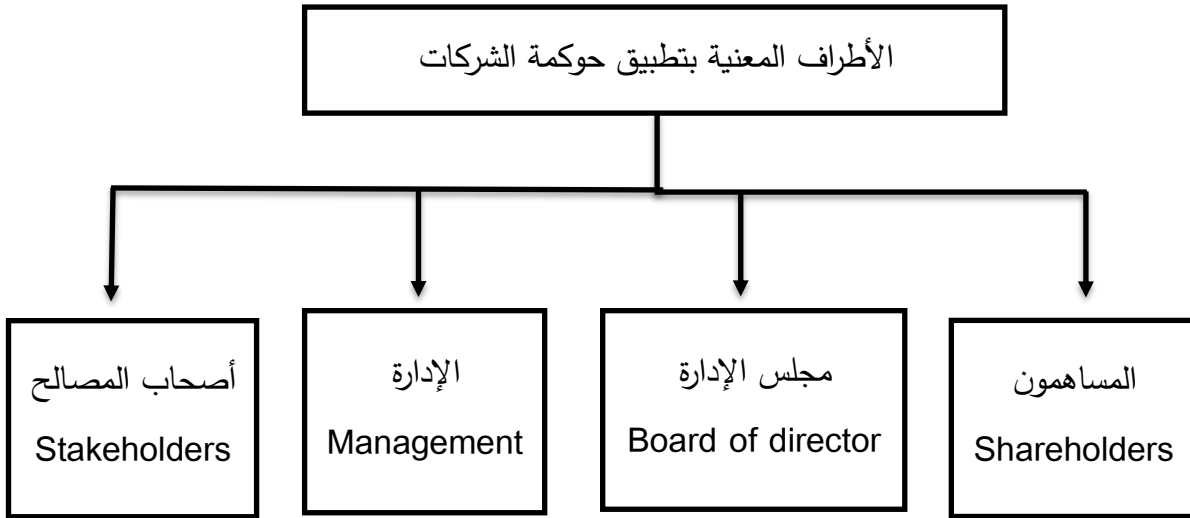 الأطراف المعنية بتطبيق حوكمة الشركات
المساهمون
Shareholders
مجلس الإدارة
Board of director
الإدارة
Management
أصحاب المصالح
Stakeholders